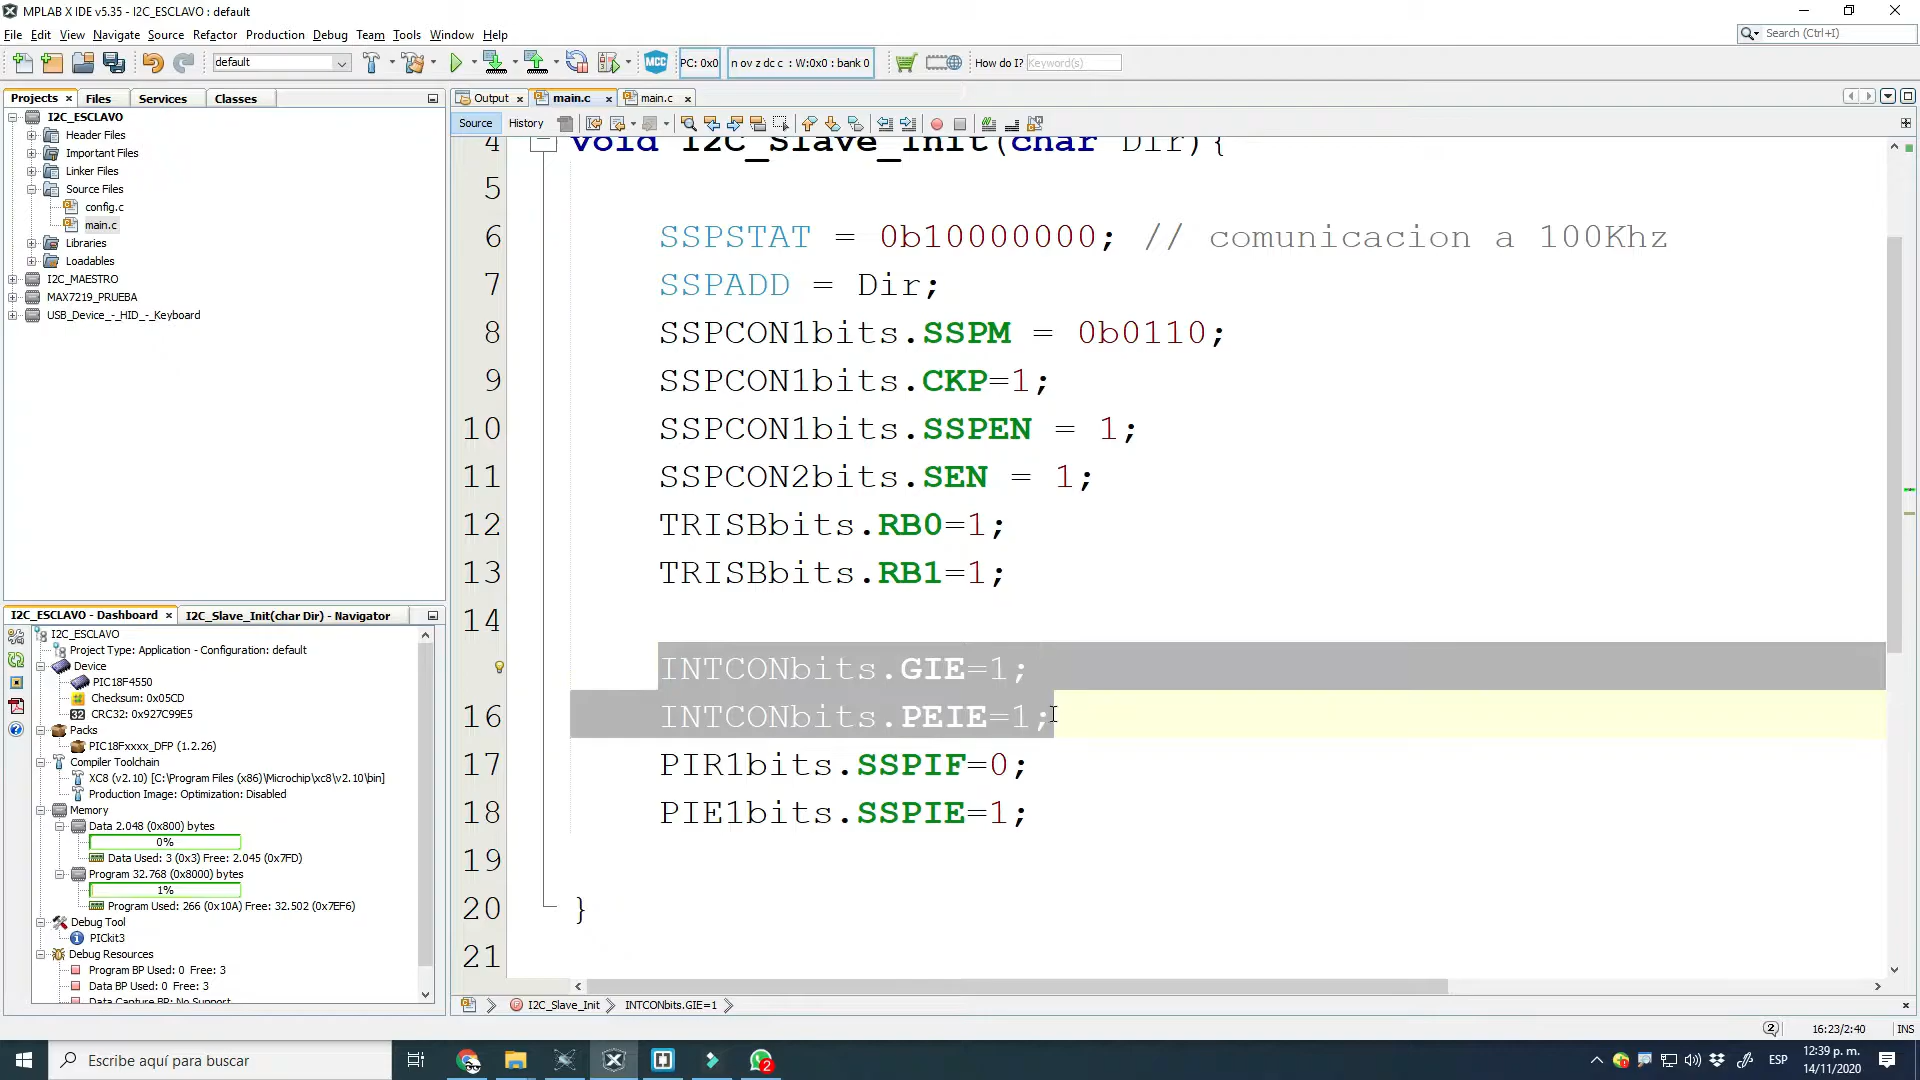 MPLAB X IDE v5.35 - I2C_ESCLAVO : default
File Edit View Navigate Source Refactor Production Debug Team Tools Window Help
Search (Ctrl+I)
default
MCC
PC: 0x0
n ov z dc c : W:0x0 : bank 0
How do I? Keyword(s)
Projects Files Services Classes
Output main.c main.c
Source History
I2C_ESCLAVO
Header Files
Important Files
Linker Files
Source Files
config.c
main.c
Libraries
Loadables
I2C_MAESTRO
MAX7219_PRUEBA
USB_Device_-_HID_-_Keyboard
4 void I2C_Slave_Init(char Dir){
5
6 SSPSTAT = 0b10000000; // comunicacion a 100Khz
7 SSPADD = Dir;
8 SSPCON1bits.SSPM = 0b0110;
9 SSPCON1bits.CKP=1;
10 SSPCON1bits.SSPEN = 1;
11 SSPCON2bits.SEN = 1;
12 TRISBbits.RB0=1;
13 TRISBbits.RB1=1;
14
INTCONbits.GIE=1;
16 INTCONbits.PEIE=1;
17 PIR1bits.SSPIF=0;
18 PIE1bits.SSPIE=1;
19
20 }
21
I2C_ESCLAVO - Dashboard I2C_Slave_Init(char Dir) - Navigator
I2C_ESCLAVO
Project Type: Application - Configuration: default
Device
PIC18F4550
Checksum: 0x05CD
CRC32: 0x927C99E5
Packs
PIC18Fxxxx_DFP (1.2.26)
Compiler Toolchain
XC8 (v2.10) [C:\Program Files (x86)\Microchip\xc8\v2.10\bin]
Production Image: Optimization: Disabled
Memory
Data 2.048 (0x800) bytes
0%
Data Used: 3 (0x3) Free: 2.045 (0x7FD)
Program 32.768 (0x8000) bytes
1%
Program Used: 266 (0x10A) Free: 32.502 (0x7EF6)
Debug Tool
PICkit3
Debug Resources
Program BP Used: 0 Free: 3
Data BP Used: 0 Free: 3
Data Capture BP: No Support
I2C_Slave_Init INTCONbits.GIE=1
2 16:23/2:40 INS
Escribe aquí para buscar
2
ESP
12:39 p. m.
14/11/2020